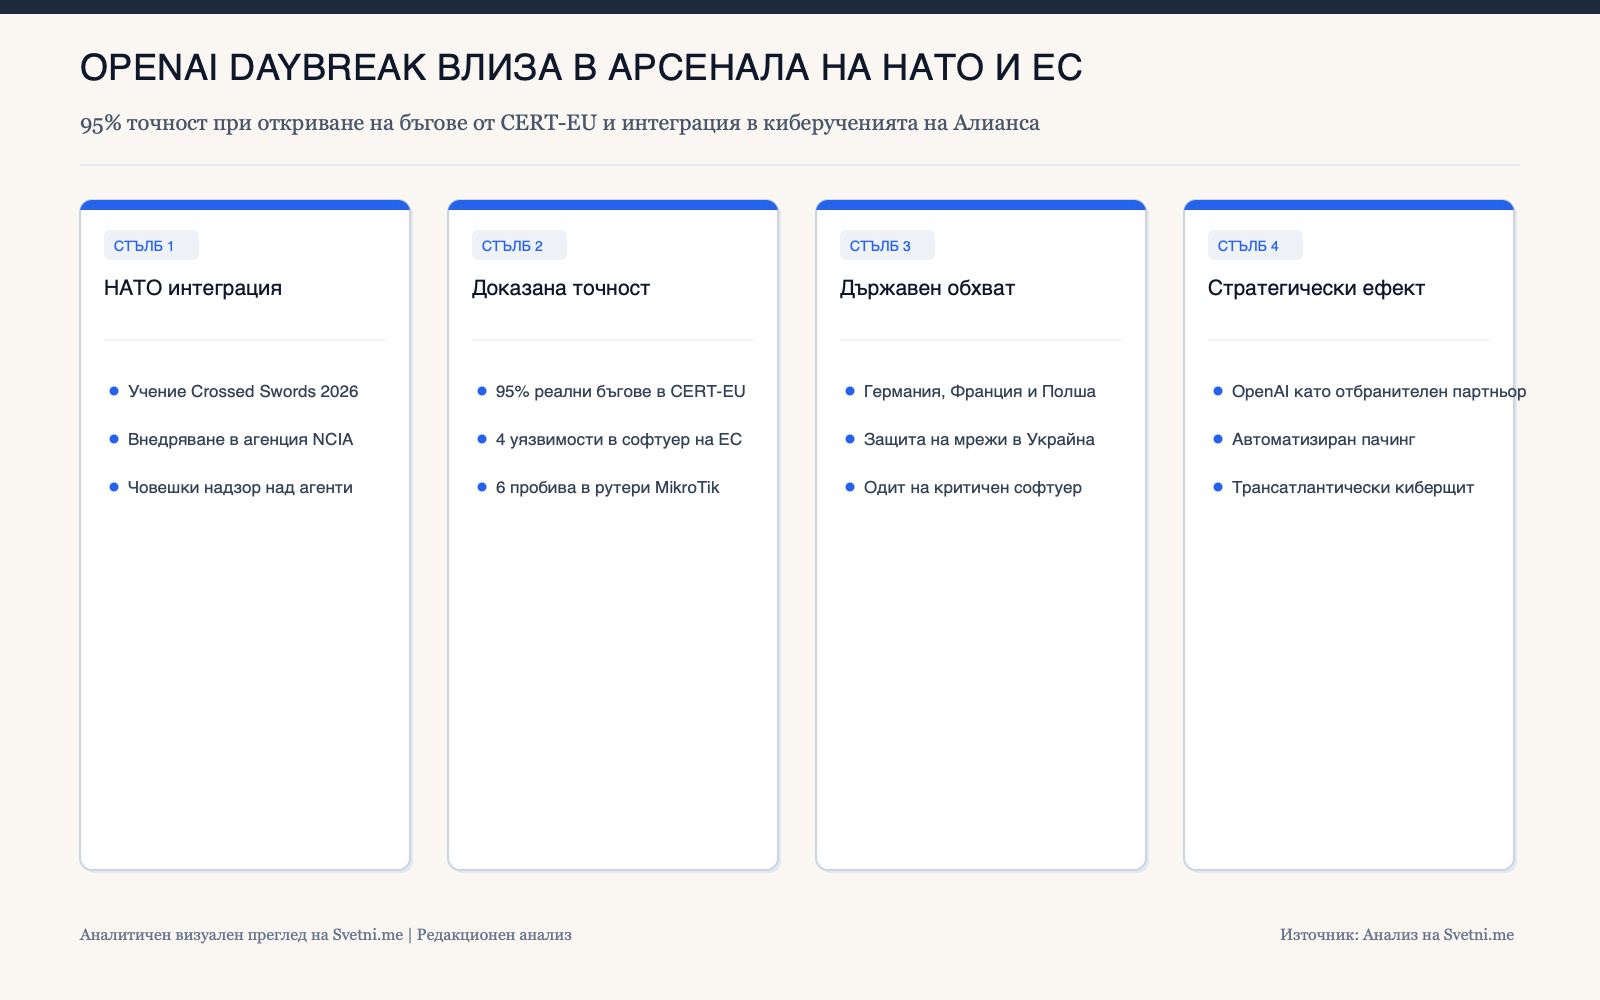 OPENAI DAYBREAK ВЛИЗА В АРСЕНАЛА НА НАТО И ЕС
95% точност при откриване на бъгове от CERT-EU и интеграция в киберученията на Алианса
СТЪЛБ 1
НАТО интеграция
Учение Crossed Swords 2026
Внедряване в агенция NCIA
Човешки надзор над агенти
СТЪЛБ 2
Доказана точност
95% реални бъгове в CERT-EU
4 уязвимости в софтуер на ЕС
6 пробива в рутери MikroTik
СТЪЛБ 3
Държавен обхват
Германия, Франция и Полша
Защита на мрежи в Украйна
Одит на критичен софтуер
СТЪЛБ 4
Стратегически ефект
OpenAI като отбранителен партньор
Автоматизиран пачинг
Трансатлантически киберщит
Аналитичен визуален преглед на Svetni.me | Редакционен анализ
Източник: Анализ на Svetni.me